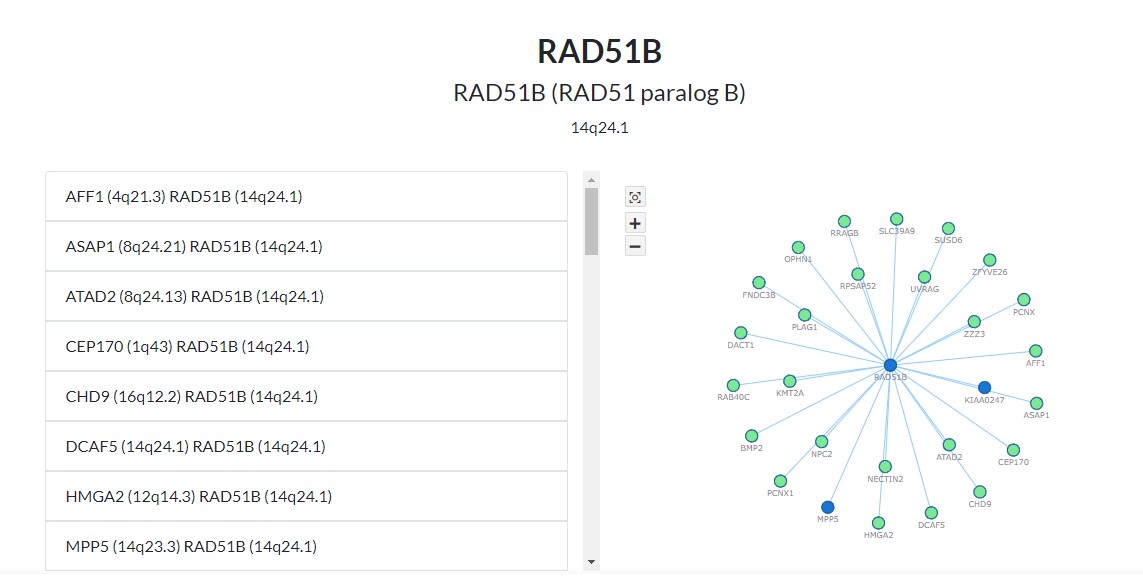 RAD51B
RAD51B (RAD51 paralog B)
14q24.1
AFF1 (4q21.3) RAD51B (14q24.1)
ASAP1 (8q24.21) RAD51B (14q24.1)
ATAD2 (8q24.13) RAD51B (14q24.1)
CEP170 (1q43) RAD51B (14q24.1)
CHD9 (16q12.2) RAD51B (14q24.1)
DCAF5 (14q24.1) RAD51B (14q24.1)
HMGA2 (12q14.3) RAD51B (14q24.1)
MPP5 (14q23.3) RAD51B (14q24.1)
+
−
RRAGB
SLC39A9
SUSD6
OPHN1
ZFYVE26
RPSAP52
UVRAG
FNDC3B
PCNX
PLAG1
ZZZ3
DACT1
AFF1
RAD51B
RAB40C
KMT2A
KIAA0247
ASAP1
BMP2
NPC2
ATAD2
CEP170
NECTIN2
PCNX1
CHD9
MPP5
DCAF5
HMGA2